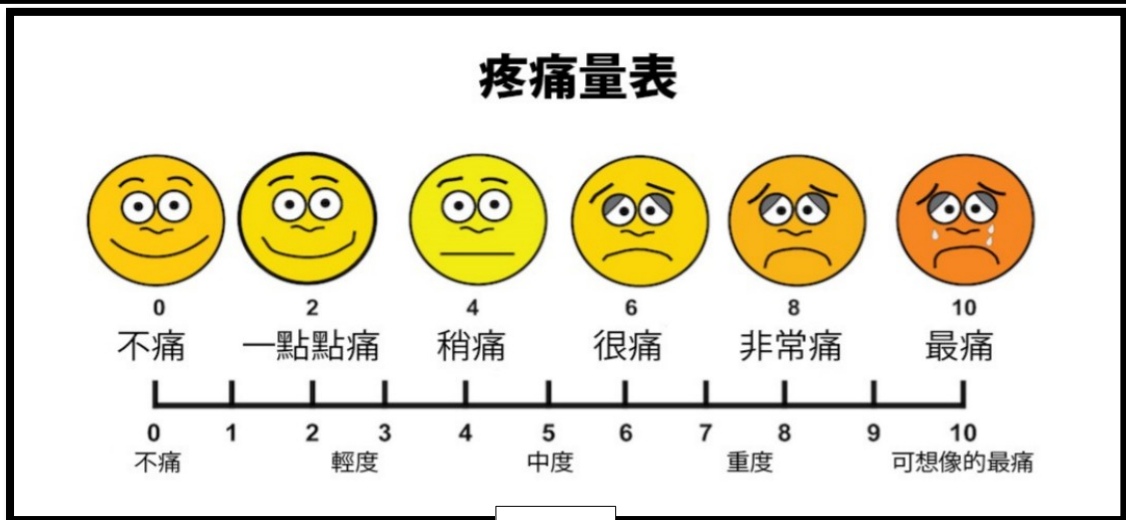 疼痛量表
0 2 4 6 8 10
不痛 一點點痛 稍痛 很痛 非常痛 最痛
0 1 2 3 4 5 6 7 8 9 10
不痛 輕度 中度 重度 可想像的最痛